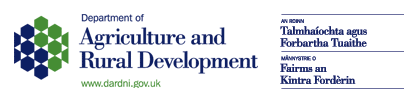 Department of
Agriculture and
Rural Development
www.dardni.gov.uk
AN ROINN
Talmhaíochta agus
Forbartha Tuaithe
MÄNNYSTRIE O
Fairms an
Kintra Fordèrin